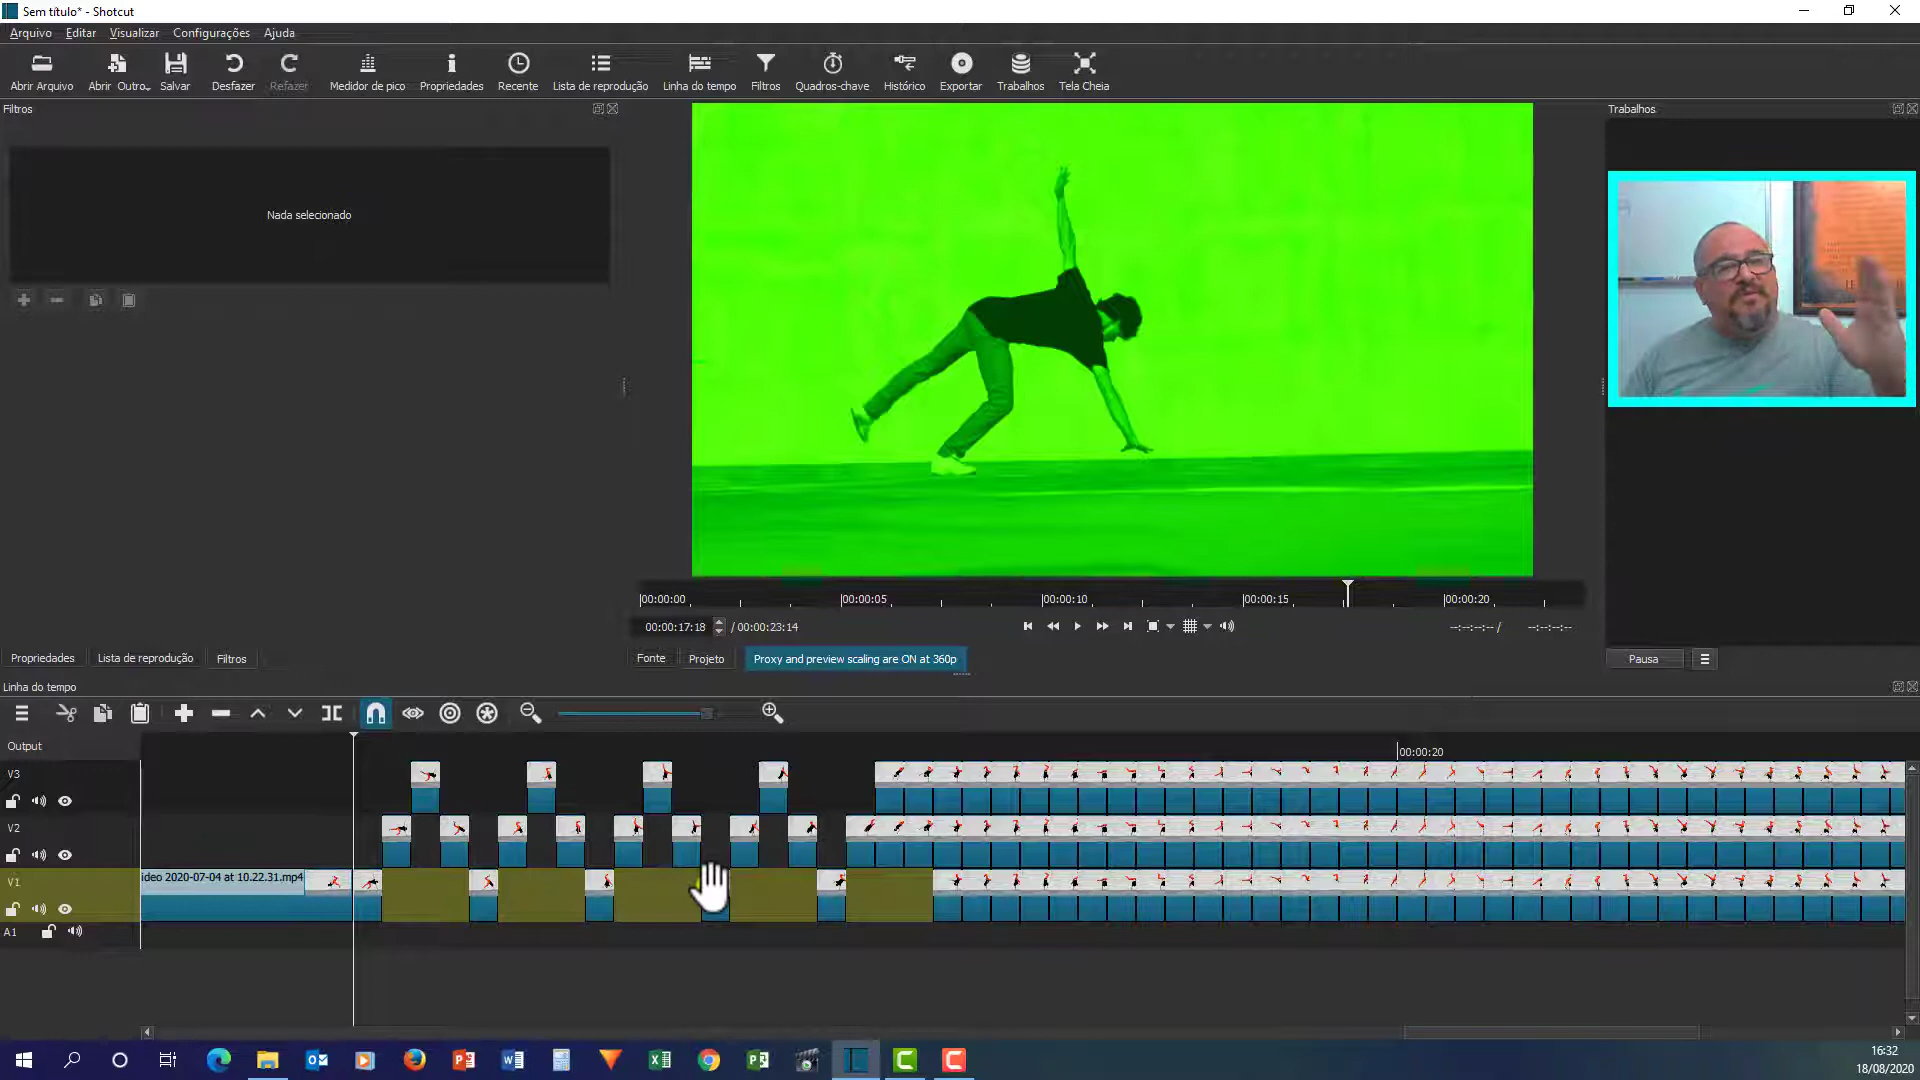 Sem título* - Shotcut
Arquivo Editar Visualizar Configurações Ajuda
Abrir Arquivo Abrir Outro.. Salvar Desfazer Refazer Medidor de pico Propriedades Recente Lista de reprodução Linha do tempo Filtros Quadros-chave Histórico Exportar Trabalhos Tela Cheia
Filtros
Trabalhos
Nada selecionado
00:00:00 00:00:05 00:00:10 00:00:15 00:00:20
00:00:17:18 / 00:00:23:14 --:--:--:-- / --:--:--:--
Propriedades Lista de reprodução Filtros Fonte Projeto Proxy and preview scaling are ON at 360p Pausa
Linha do tempo
Output
00:00:20
V3
V2
V1
ideo 2020-07-04 at 10.22.31.mp4
A1
16:32
18/08/2020